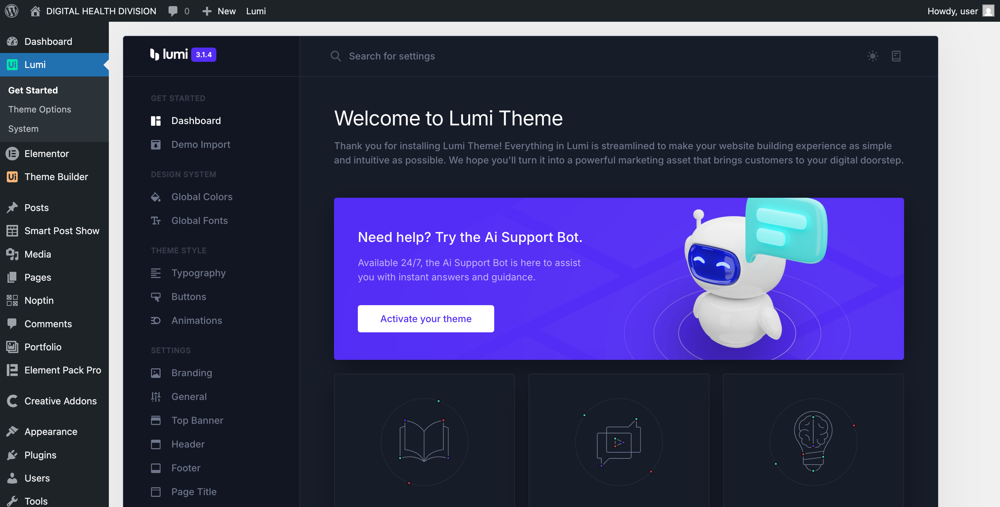 DIGITAL HEALTH DIVISION
0
New
Lumi
Howdy, user
Dashboard
Lumi
Get Started
Theme Options
System
Elementor
Theme Builder
Posts
Smart Post Show
Media
Pages
Noptin
Comments
Portfolio
Element Pack Pro
Creative Addons
Appearance
Plugins
Users
Tools
lumi 3.1.4
Search for settings
GET STARTED
Dashboard
Demo Import
DESIGN SYSTEM
Global Colors
Global Fonts
THEME STYLE
Typography
Buttons
Animations
SETTINGS
Branding
General
Top Banner
Header
Footer
Page Title
Welcome to Lumi Theme
Thank you for installing Lumi Theme! Everything in Lumi is streamlined to make your website building experience as simple
and intuitive as possible. We hope you'll turn it into a powerful marketing asset that brings customers to your digital doorstep.
Need help? Try the Ai Support Bot.
Available 24/7, the Ai Support Bot is here to assist
you with instant answers and guidance.
Activate your theme